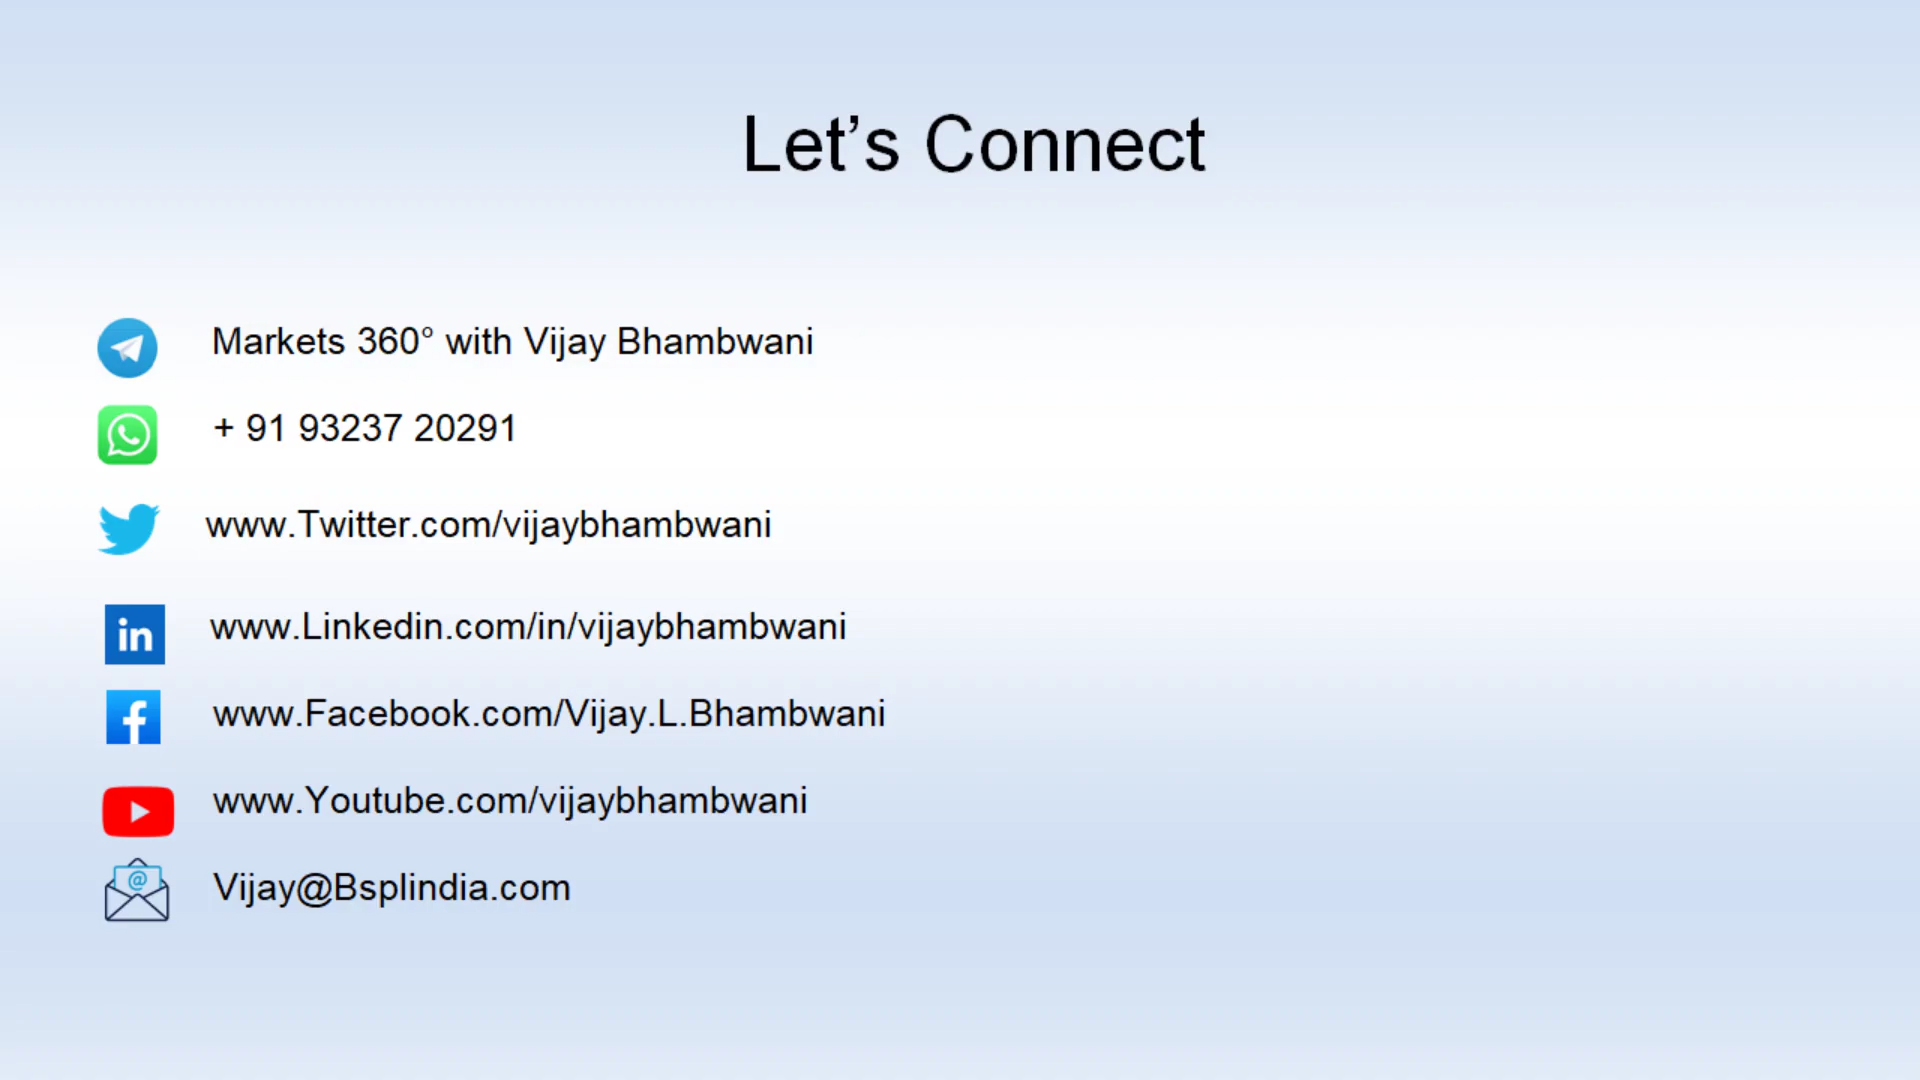 Let’s Connect
Markets 360° with Vijay Bhambwani
+ 91 93237 20291
www.Twitter.com/vijaybhambwani
in
www.Linkedin.com/in/vijaybhambwani
f
www.Facebook.com/Vijay.L.Bhambwani
www.Youtube.com/vijaybhambwani
@
Vijay@Bsplindia.com